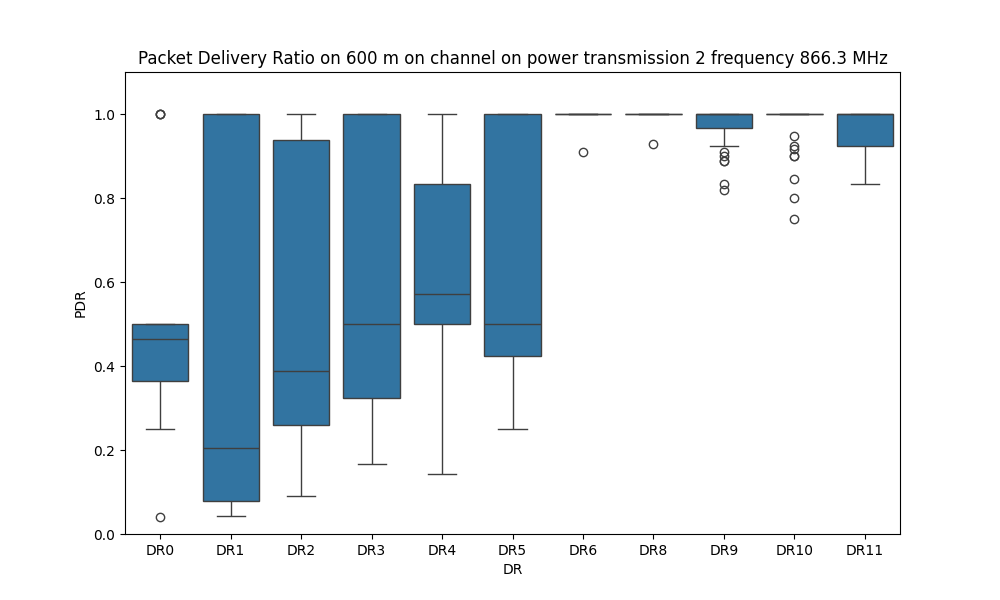 Packet Delivery Ratio on 600 m on channel on power transmission 2 frequency 866.3 MHz
PDR
1.0
0.8
0.6
0.4
0.2
0.0
DR0 DR1 DR2 DR3 DR4 DR5 DR6 DR8 DR9 DR10 DR11
DR